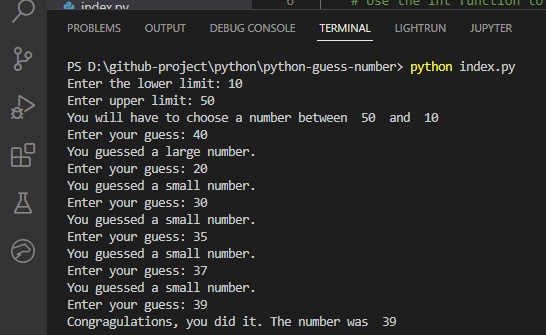 index.py 6 # Use the int function to
PROBLEMS OUTPUT DEBUG CONSOLE TERMINAL LIGHTRUN JUPYTER
PS D:\github-project\python\python-guess-number> python index.py
Enter the lower limit: 10
Enter upper limit: 50
You will have to choose a number between  50  and  10
Enter your guess: 40
You guessed a large number.
Enter your guess: 20
You guessed a small number.
Enter your guess: 30
You guessed a small number.
Enter your guess: 35
You guessed a small number.
Enter your guess: 37
You guessed a small number.
Enter your guess: 39
Congragulations, you did it. The number was  39